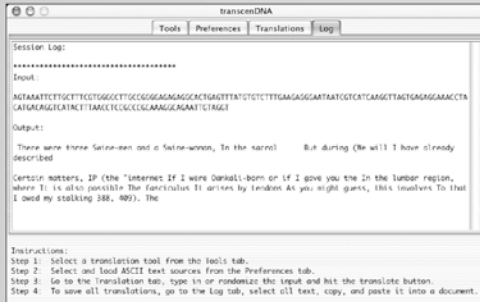 transcenDNA
Tools Preferences Translations Log
Session Log:
***********************************
Input:
AGTAAATTCTTGCTTTCGTGGGCCTTGCCGGGGAGAGAGGCACTGAGTTTATGTGTCTTTGAAGAGGGAATAATCGTCATCAAGGTTAGTGAGAGGAAACCTA
CATGACAGGTCATACTTTAACCTCCGCCCGCAAAGGCAGAATTGTAGGT
Output:
There were three Swine-men and a Swine-woman, In the sacral But during (We will I have already
described
Certain matters, IP (the "internet If I were Oankali-born or if I gave you the In the lumbar region,
where It is also possible The fasciculus It arises by tendons As you might guess, this involves To that
I owed my stalking 388, 409). The
Instructions:
Step 1: Select a translation tool from the Tools tab.
Step 2: Select and load ASCII text sources from the Preferences tab.
Step 3: Go to the Translation tab, type in or randomize the input and hit the translate button.
Step 4: To save all translations, go to the Log tab, select all text, copy, and paste it into a document.